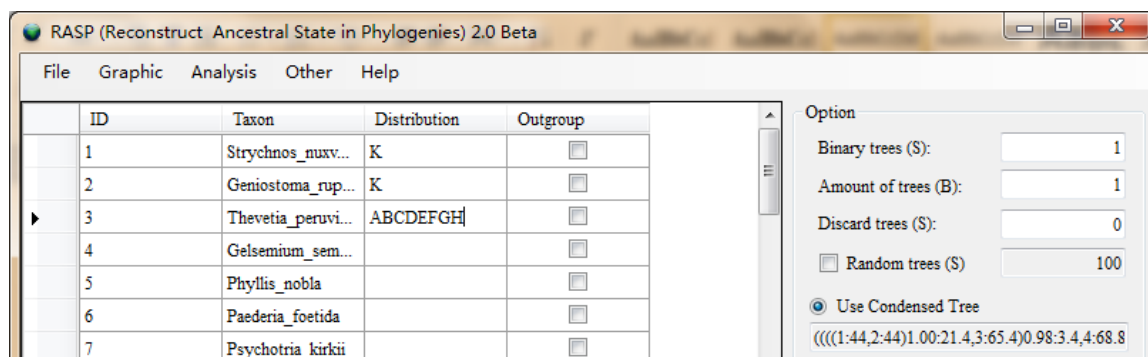 RASP (Reconstruct Ancestral State in Phylogenies) 2.0 Beta
File Graphic Analysis Other Help
ID Taxon Distribution Outgroup
1 Strychnos_nuxv... K
2 Geniostoma_rup... K
3 Thevetia_peruvi... ABCDEFGH
4 Gelsemium_sem...
5 Phyllis_nobla
6 Paederia_foetida
7 Psychotria_kirkii
Option
Binary trees (S): 1
Amount of trees (B): 1
Discard trees (S): 0
Random trees (S) 100
Use Condensed Tree
((((1:44,2:44)1.00:21.4,3:65.4)0.98:3.4,4:68.8